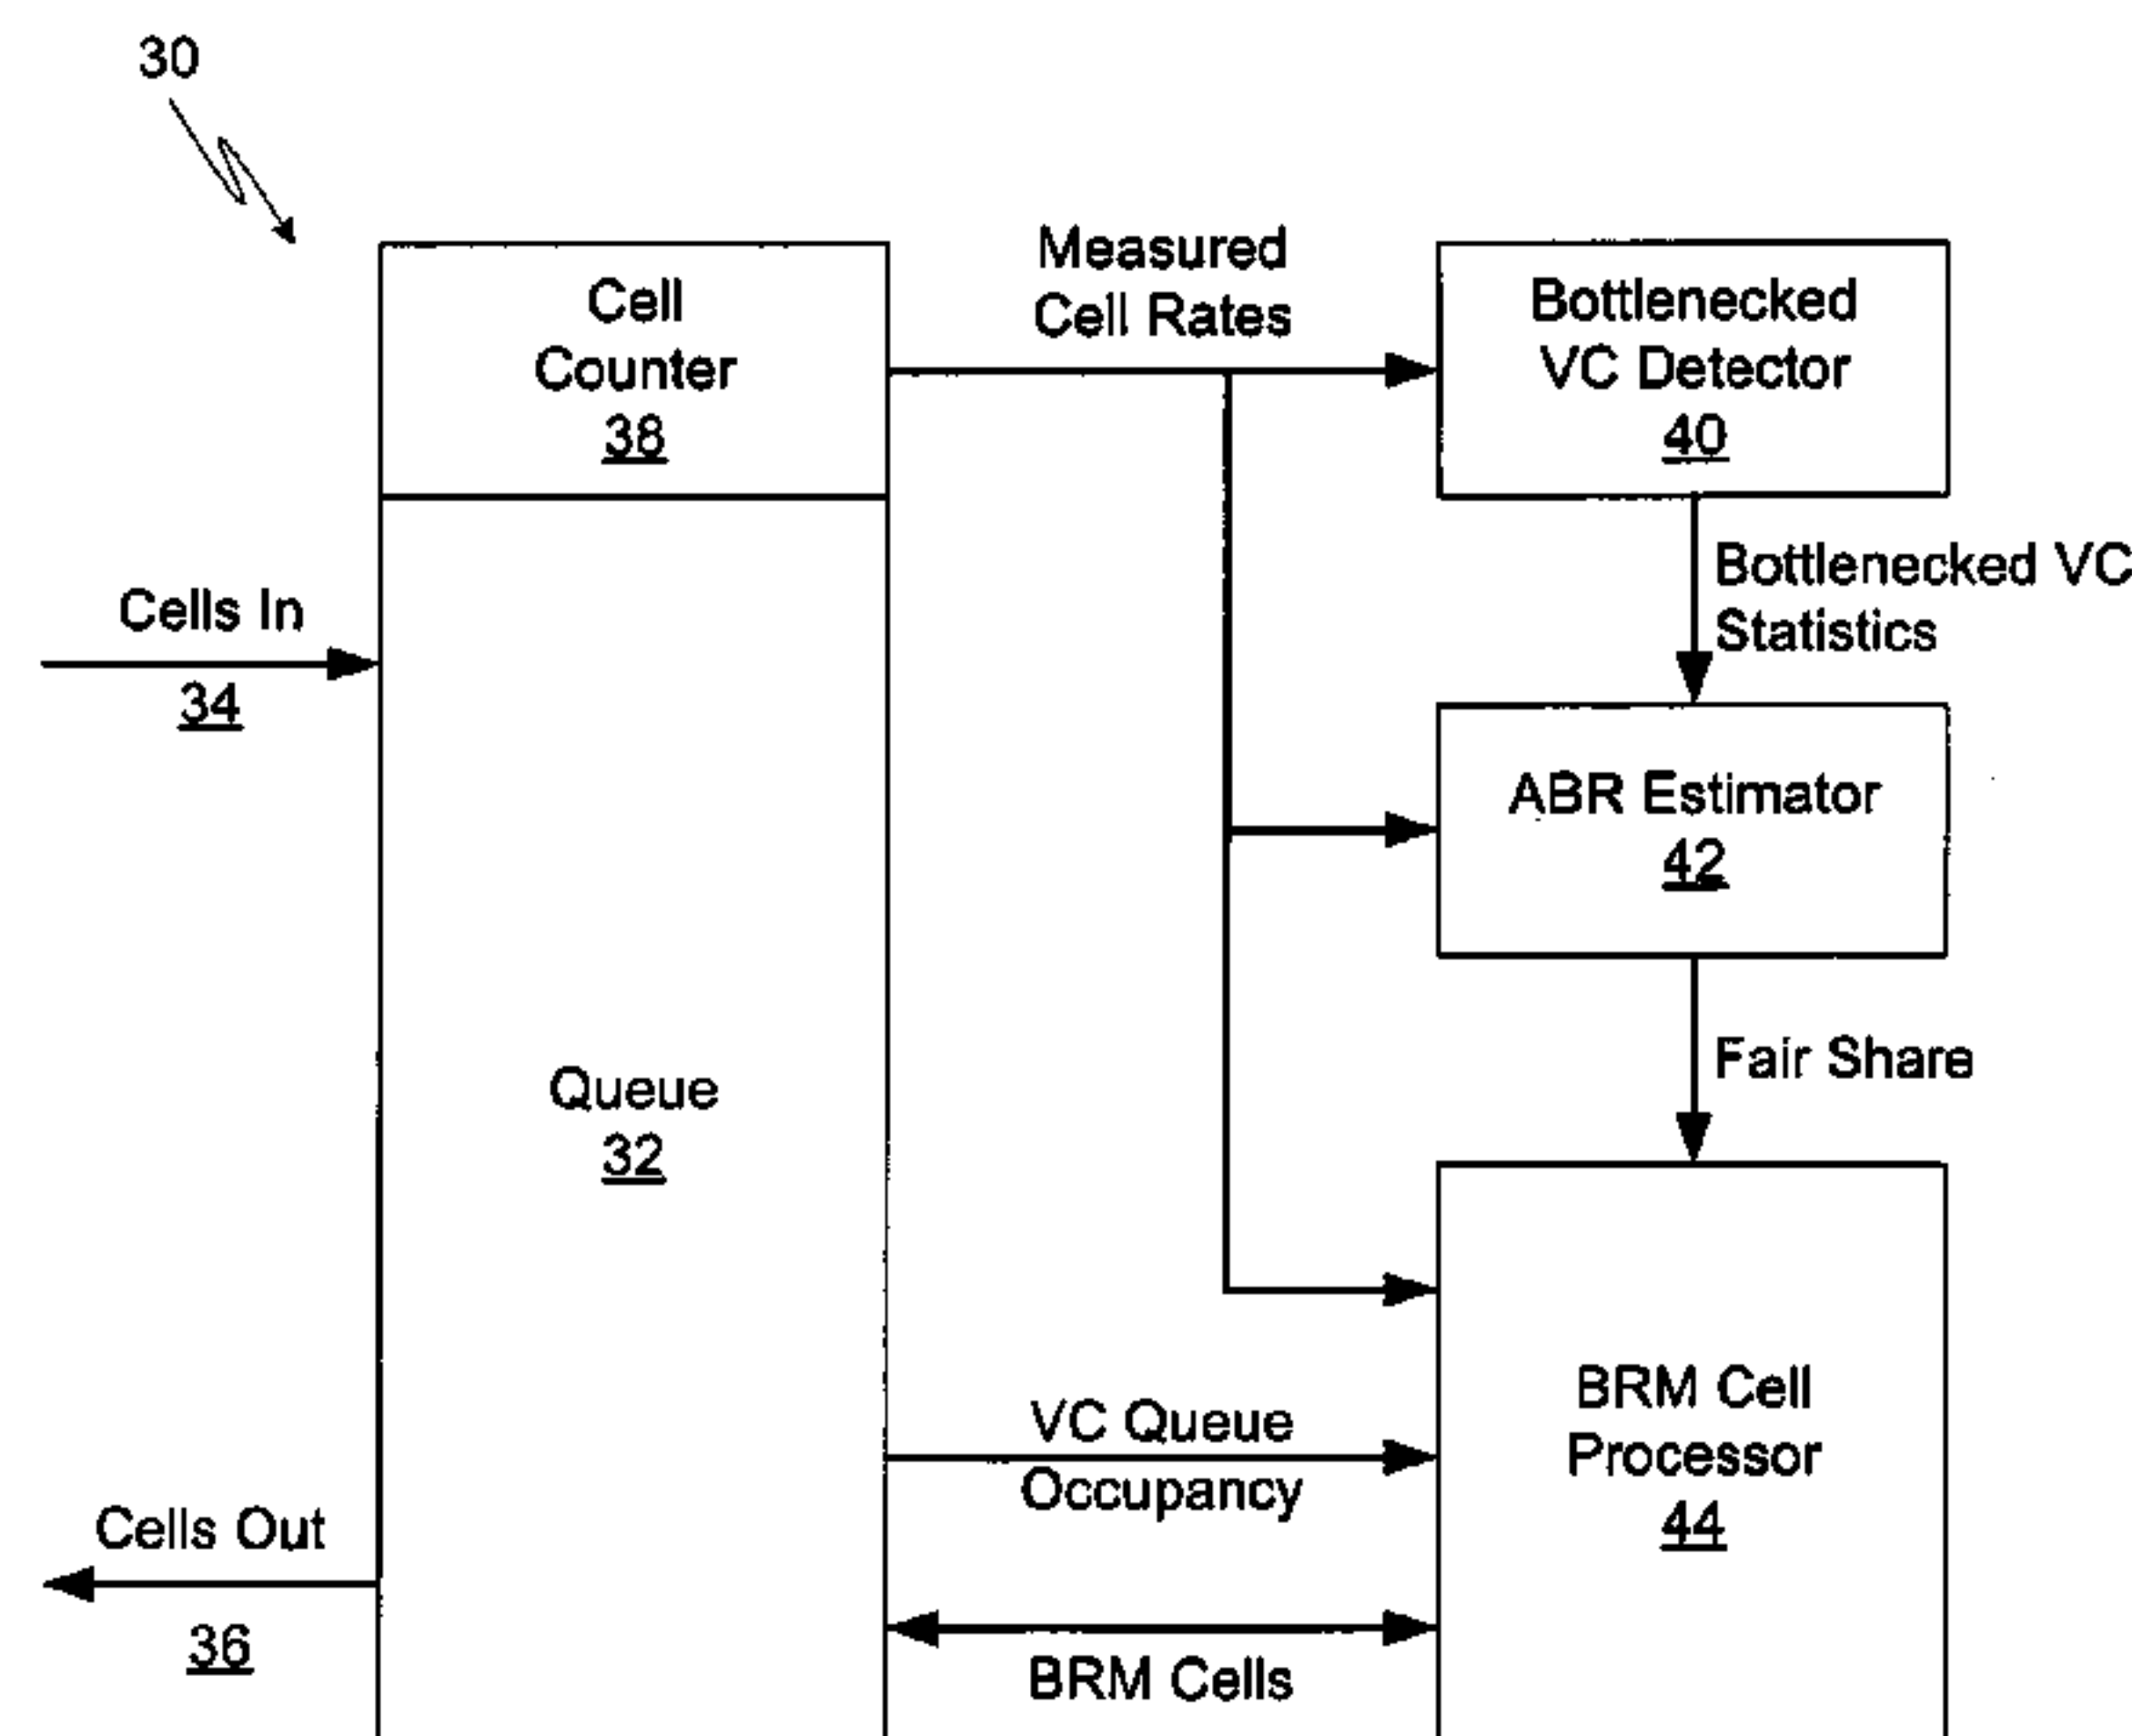 30
Cell
Counter
38
Measured
Cell Rates
Bottlenecked
VC Detector
40
Bottlenecked VC
Statistics
Cells In
34
ABR Estimator
42
Fair Share
Queue
32
VC Queue
Occupancy
BRM Cell
Processor
44
Cells Out
36
BRM Cells